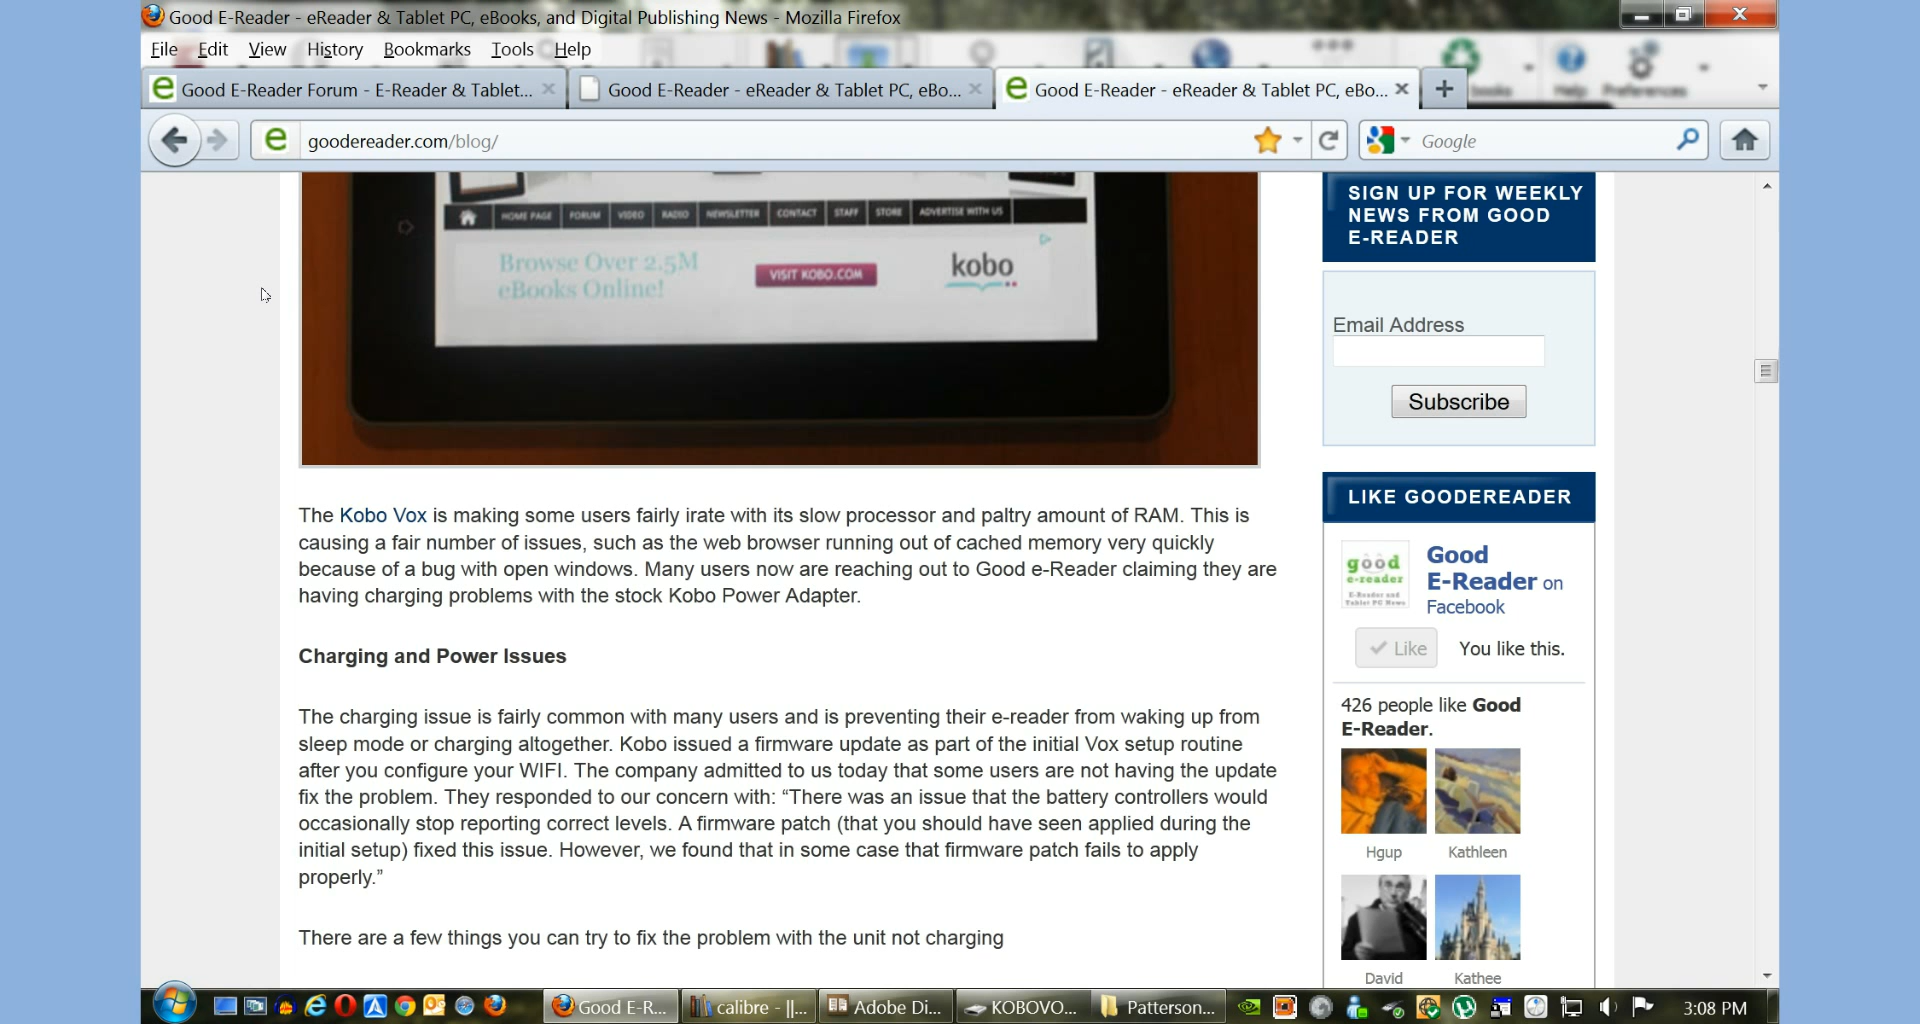 Good E-Reader - eReader & Tablet PC, eBooks, and Digital Publishing News - Mozilla Firefox
File Edit View History Bookmarks Tools Help
Good E-Reader Forum - E-Reader & Tablet...
Good E-Reader - eReader & Tablet PC, eBo...
Good E-Reader - eReader & Tablet PC, eBo...
Help Preferences
goodereader.com/blog/
Google
HOME PAGE FORUM VIDEO RADIO NEWSLETTER CONTACT STAFF STORE ADVERTISE WITH US
Browse Over 2.5M
eBooks Online!
VISIT KOBO.COM
kobo
The Kobo Vox is making some users fairly irate with its slow processor and paltry amount of RAM. This is
causing a fair number of issues, such as the web browser running out of cached memory very quickly
because of a bug with open windows. Many users now are reaching out to Good e-Reader claiming they are
having charging problems with the stock Kobo Power Adapter.
Charging and Power Issues
The charging issue is fairly common with many users and is preventing their e-reader from waking up from
sleep mode or charging altogether. Kobo issued a firmware update as part of the initial Vox setup routine
after you configure your WIFI. The company admitted to us today that some users are not having the update
fix the problem. They responded to our concern with: “There was an issue that the battery controllers would
occasionally stop reporting correct levels. A firmware patch (that you should have seen applied during the
initial setup) fixed this issue. However, we found that in some case that firmware patch fails to apply
properly.”
There are a few things you can try to fix the problem with the unit not charging
SIGN UP FOR WEEKLY
NEWS FROM GOOD
E-READER
Email Address
Subscribe
LIKE GOODEREADER
good
e-reader
E-Reader and
Tablet PC News
Good
E-Reader on
Facebook
Like
You like this.
426 people like Good
E-Reader.
Hgup Kathleen
David Kathee
Good E-R...
calibre - ||...
Adobe Di...
KOBOVO...
Patterson...
3:08 PM